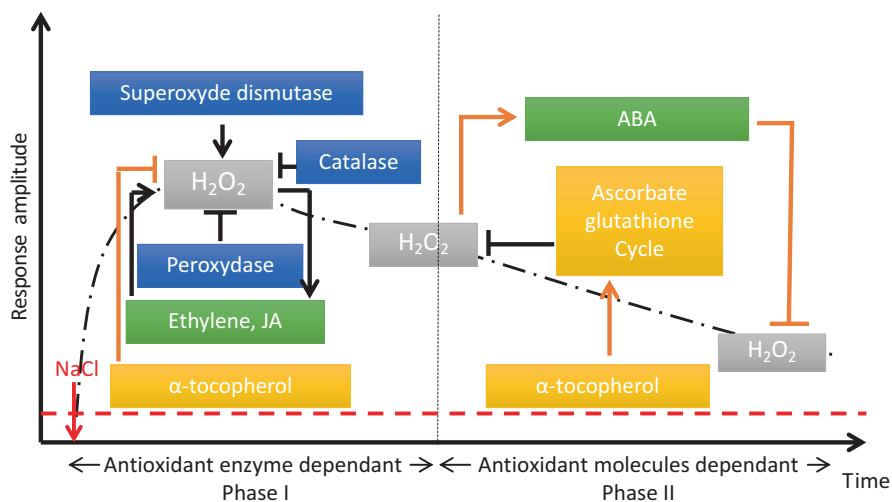 Response amplitude
Superoxyde dismutase
H₂O₂
Catalase
Peroxydase
Ethylene, JA
NaCl
α-tocopherol
ABA
Ascorbate
glutathione
Cycle
H₂O₂
H₂O₂
α-tocopherol
Antioxidant enzyme dependant
Phase I
Antioxidant molecules dependant
Phase II
Time